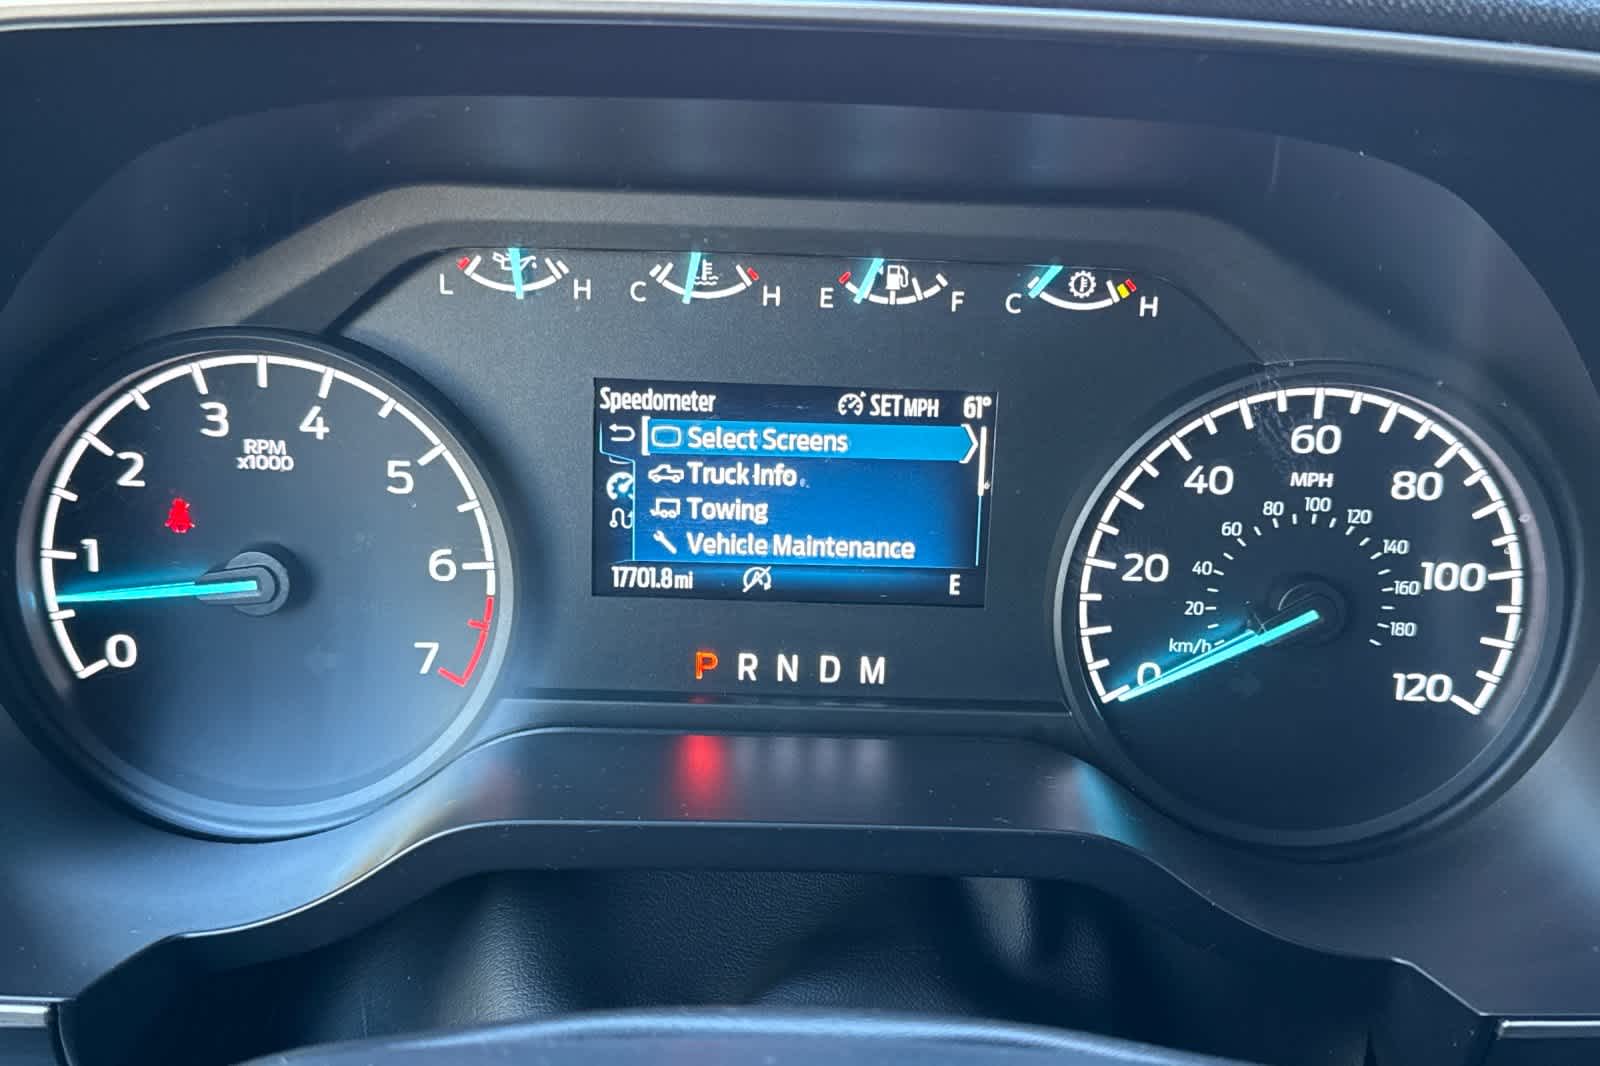 L H C H E F C H
Speedometer SET MPH 61°
Select Screens
Truck Info
Towing
Vehicle Maintenance
17701.8 mi E
P R N D M
0
1
2
3
4
5
6
7
RPM
x1000
0
20
40
60
80
100
120
MPH
20
40
60
80
100
120
140
160
180
km/h